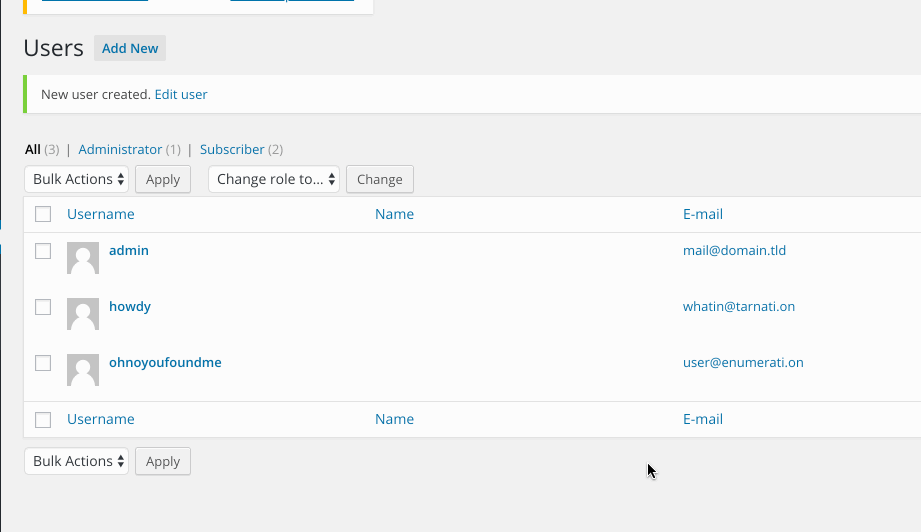 Users Add New
New user created. Edit user
All (3) | Administrator (1) | Subscriber (2)
Bulk Actions Apply Change role to... Change
Username Name E-mail
admin mail@domain.tld
howdy whatin@tarnati.on
ohnoyoufoundme user@enumerati.on
Username Name E-mail
Bulk Actions Apply